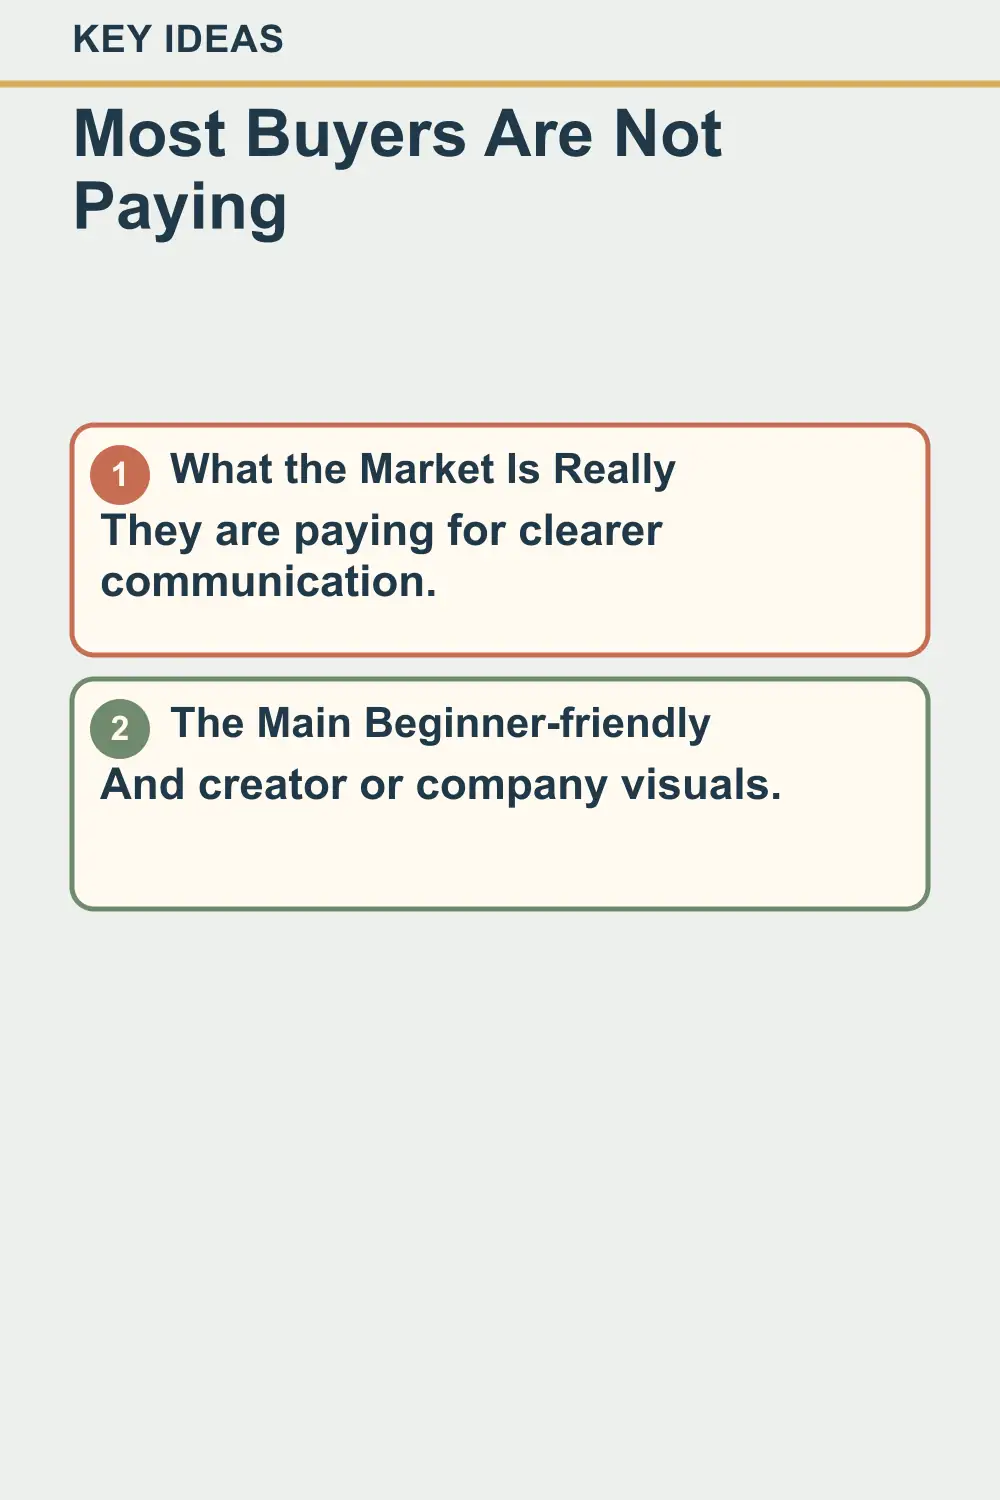 KEY IDEAS
Most Buyers Are Not
Paying
1 What the Market Is Really
They are paying for clearer
communication.
2 The Main Beginner-friendly
And creator or company visuals.